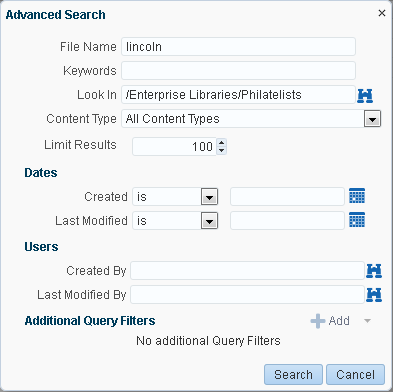 Advanced Search
File Name lincoln
Keywords
Look In /Enterprise Libraries/Philatelists
Content Type All Content Types
Limit Results 100
Dates
Created is
Last Modified is
Users
Created By
Last Modified By
Additional Query Filters Add
No additional Query Filters
Search Cancel